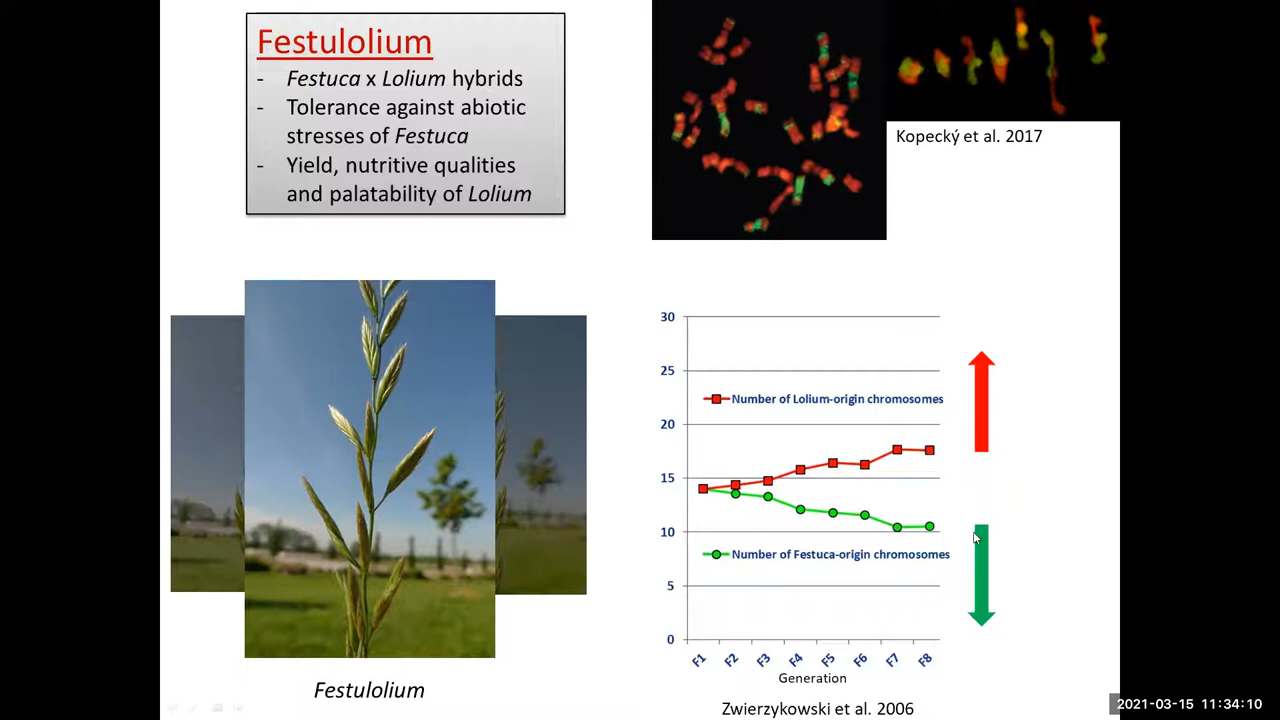 Festulolium
- Festuca x Lolium hybrids
- Tolerance against abiotic
stresses of Festuca
- Yield, nutritive qualities
and palatability of Lolium
Kopecký et al. 2017
Festulolium
30
25
Number of Lolium-origin chromosomes
20
15
10
Number of Festuca-origin chromosomes
5
0
F1 F2 F3 F4 F5 F6 F7 F8
Generation
Zwierzykowski et al. 2006
2021-03-15 11:34:10